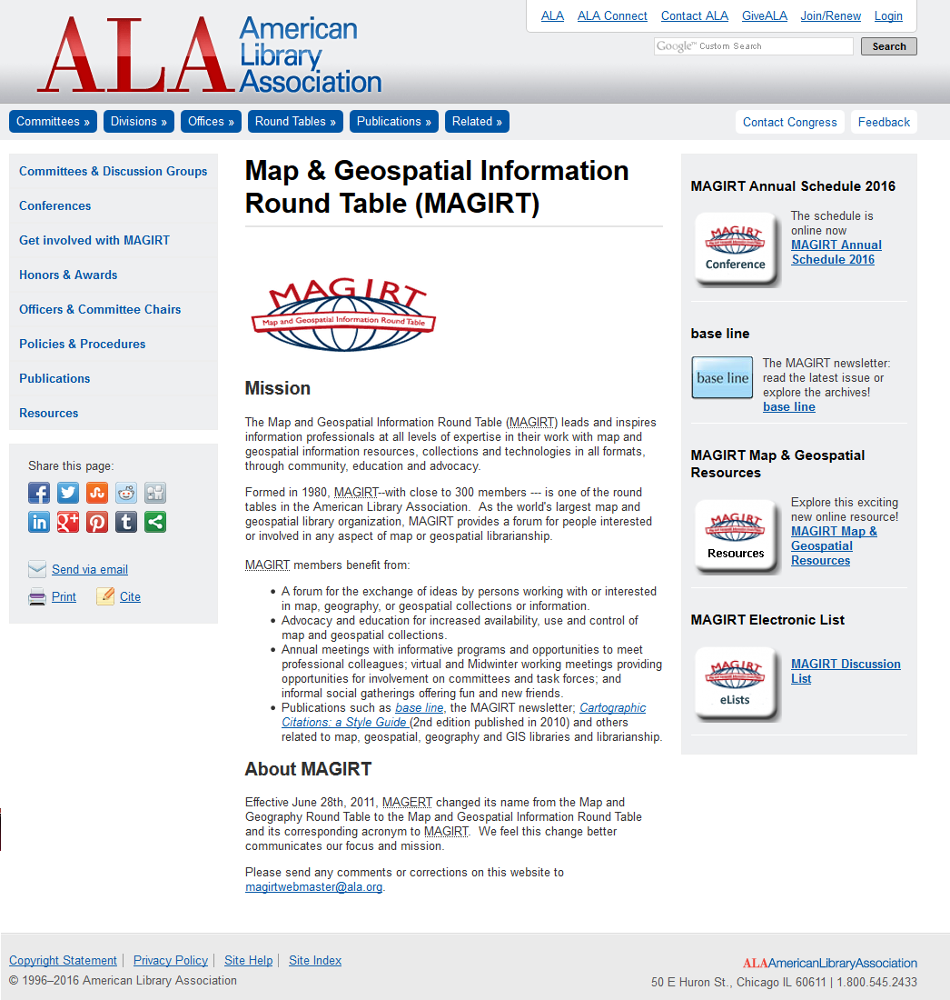 ALA American
Library
Association
ALA ALA Connect Contact ALA GiveALA Join/Renew Login
Google™ Custom Search Search
Committees » Divisions » Offices » Round Tables » Publications » Related »
Contact Congress Feedback
Committees & Discussion Groups
Conferences
Get involved with MAGIRT
Honors & Awards
Officers & Committee Chairs
Policies & Procedures
Publications
Resources
Share this page:
Send via email
Print Cite
Map & Geospatial Information
Round Table (MAGIRT)
MAGIRT
Map and Geospatial Information Round Table
Mission
The Map and Geospatial Information Round Table (MAGIRT) leads and inspires
information professionals at all levels of expertise in their work with map and
geospatial information resources, collections and technologies in all formats,
through community, education and advocacy.
Formed in 1980, MAGIRT--with close to 300 members --- is one of the round
tables in the American Library Association.  As the world's largest map and
geospatial library organization, MAGIRT provides a forum for people interested
or involved in any aspect of map or geospatial librarianship.
MAGIRT members benefit from:
• A forum for the exchange of ideas by persons working with or interested
in map, geography, or geospatial collections or information.
• Advocacy and education for increased availability, use and control of
map and geospatial collections.
• Annual meetings with informative programs and opportunities to meet
professional colleagues; virtual and Midwinter working meetings providing
opportunities for involvement on committees and task forces; and
informal social gatherings offering fun and new friends.
• Publications such as base line, the MAGIRT newsletter; Cartographic
Citations: a Style Guide (2nd edition published in 2010) and others
related to map, geospatial, geography and GIS libraries and librarianship.
About MAGIRT
Effective June 28th, 2011, MAGERT changed its name from the Map and
Geography Round Table to the Map and Geospatial Information Round Table
and its corresponding acronym to MAGIRT.  We feel this change better
communicates our focus and mission.
Please send any comments or corrections on this website to
magirtwebmaster@ala.org.
MAGIRT Annual Schedule 2016
MAGIRT
Conference
The schedule is
online now
MAGIRT Annual
Schedule 2016
base line
base line
The MAGIRT newsletter:
read the latest issue or
explore the archives!
base line
MAGIRT Map & Geospatial
Resources
MAGIRT
Resources
Explore this exciting
new online resource!
MAGIRT Map &
Geospatial
Resources
MAGIRT Electronic List
MAGIRT
eLists
MAGIRT Discussion
List
Copyright Statement Privacy Policy Site Help Site Index
© 1996–2016 American Library Association
ALAAmericanLibraryAssociation
50 E Huron St., Chicago IL 60611 | 1.800.545.2433